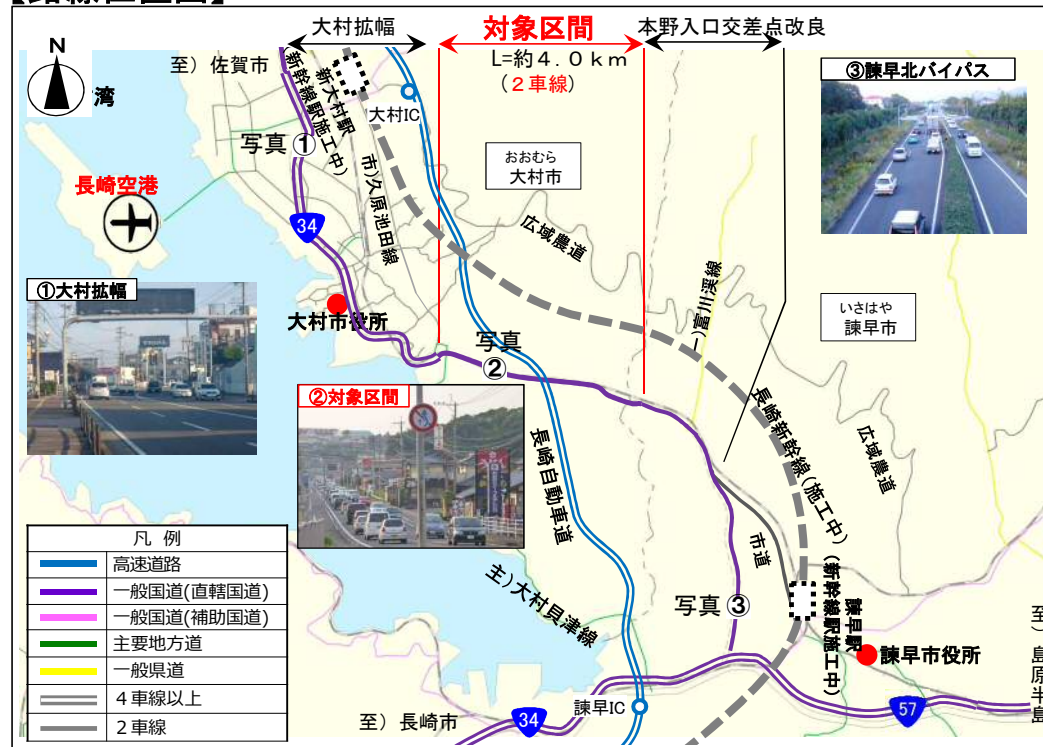 大村拡幅
対象区間
本野入口交差点改良
L=約4.0km
(2車線)
N
至）佐賀市
湾
新幹線駅施工中）
新大村駅
大村IC
③諫早北バイパス
写真①
市）久原池田線
おおむら
大村市
長崎空港
34
広域農道
一）富川渓線
いさはや
諫早市
①大村拡幅
大村市役所
写真
②
②対象区間
長崎自動車道
長崎新幹線（施工中）
広域農道
市道
主）大村貝津線
写真③
諫早駅
（新幹線駅施工中）
諫早市役所
至）島原半島
諫早IC
57
至）長崎市
34
凡 例
高速道路
一般国道(直轄国道)
一般国道(補助国道)
主要地方道
一般県道
4車線以上
2車線